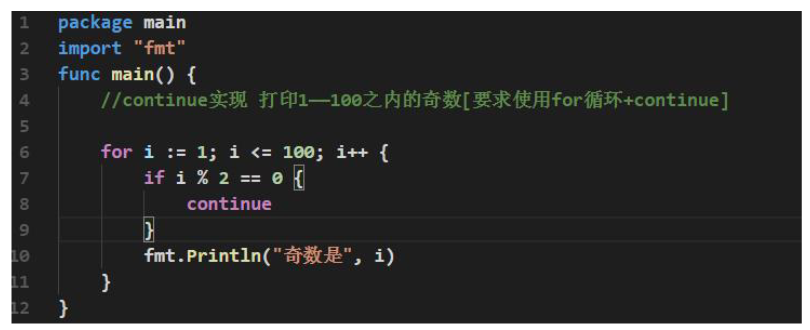 1 package main
2 import "fmt"
3 func main() {
4 //continue实现 打印1——100之内的奇数[要求使用for循环+continue]
5
6 for i := 1; i <= 100; i++ {
7 if i % 2 == 0 {
8 continue
9 }
10 fmt.Println("奇数是", i)
11 }
12 }